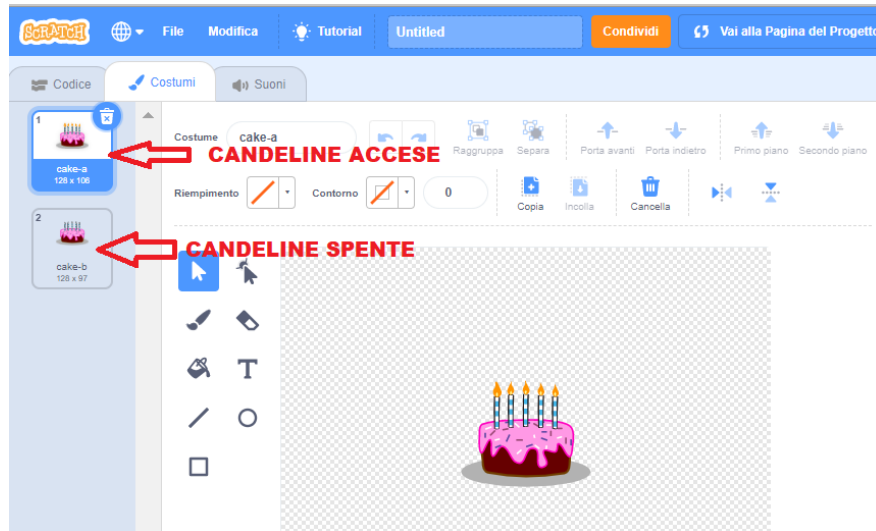 SCRATCH File Modifica Tutorial Untitled Condividi Vai alla Pagina del Progetto
Codice Costumi Suoni
1
cake-a
128 x 106
2
cake-b
128 x 97
Costume cake-a Raggruppa Separa Porta avanti Porta indietro Primo piano Secondo piano
CANDELINE ACCESE
Riempimento Contorno 0 Copia Incolla Cancella
CANDELINE SPENTE
T